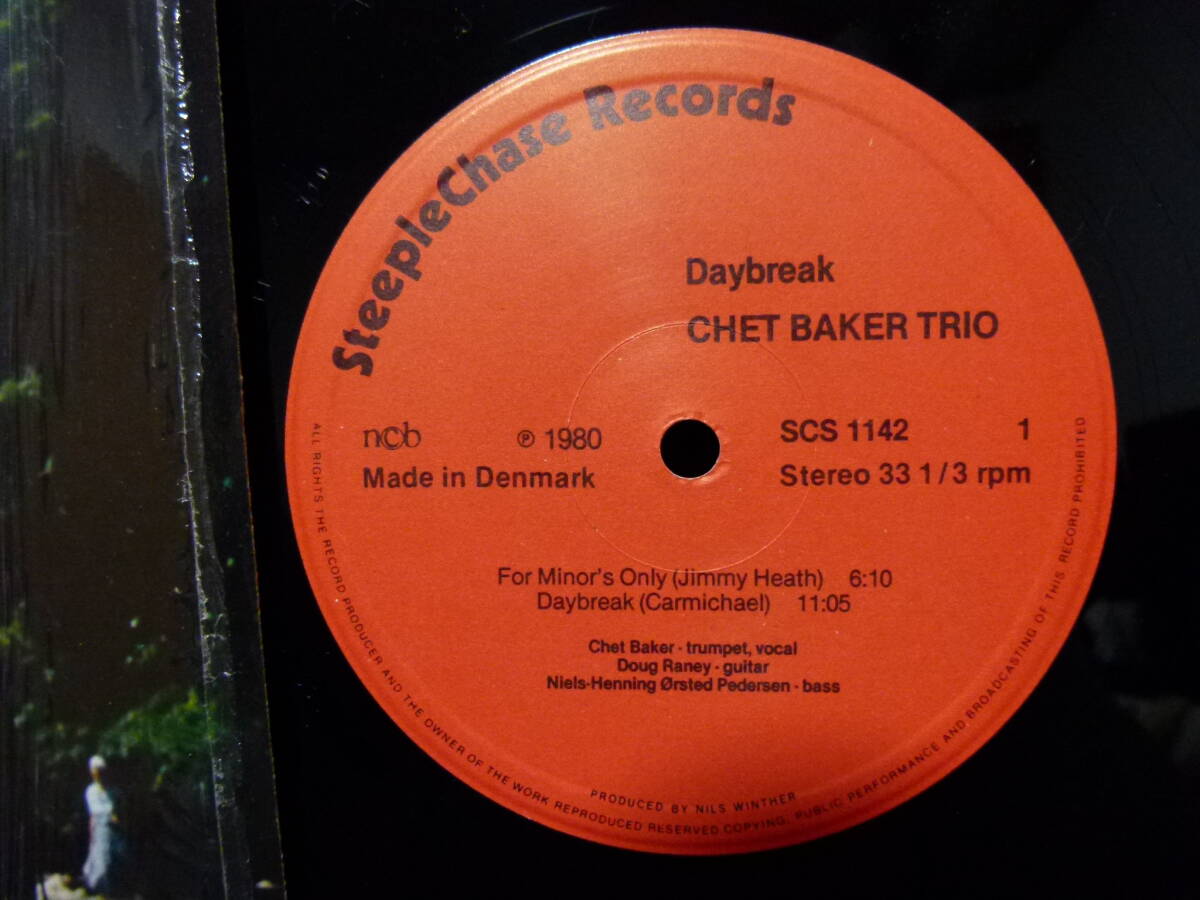 SteepleChase Records
Daybreak
CHET BAKER TRIO
n©b ℗ 1980 SCS 1142 1
Made in Denmark Stereo 33 1/3 rpm
For Minor's Only (Jimmy Heath) 6:10
Daybreak (Carmichael) 11:05
Chet Baker - trumpet, vocal
Doug Raney - guitar
Niels-Henning Ørsted Pedersen - bass
PRODUCED BY NILS WINTHER
ALL RIGHTS THE RECORD PRODUCER AND THE OWNER OF THE WORK REPRODUCED RESERVED COPYING, PUBLIC PERFORMANCE AND BROADCASTING OF THIS RECORD PROHIBITED